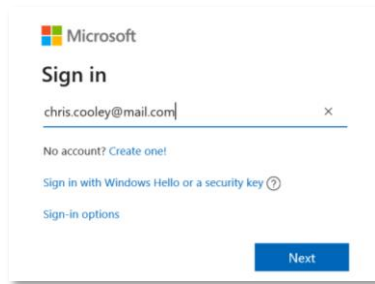 Microsoft
Sign in
chris.cooley@mail.com
No account? Create one!
Sign in with Windows Hello or a security key
Sign-in options
Next